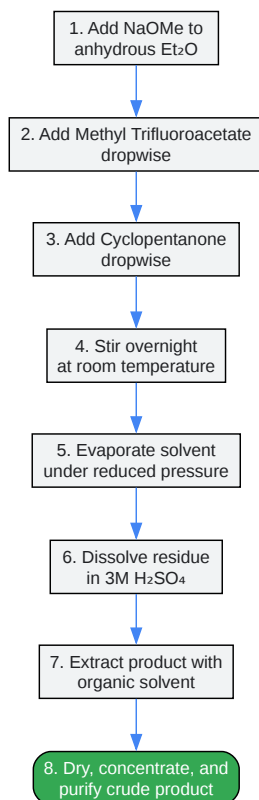 1. Add NaOMe to
anhydrous Et₂O
2. Add Methyl Trifluoroacetate
dropwise
3. Add Cyclopentanone
dropwise
4. Stir overnight
at room temperature
5. Evaporate solvent
under reduced pressure
6. Dissolve residue
in 3M H₂SO₄
7. Extract product with
organic solvent
8. Dry, concentrate, and
purify crude product